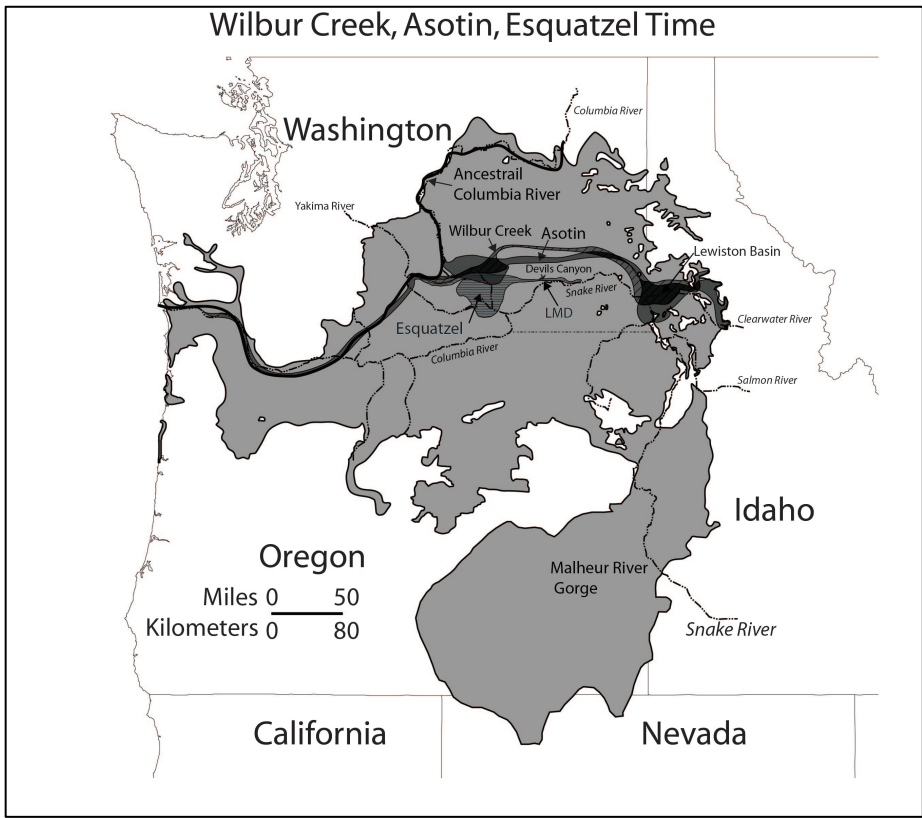 Wilbur Creek, Asotin, Esquatzel Time
Columbia River
Washington
Ancestrail
Columbia River
Yakima River
Wilbur Creek
Asotin
Lewiston Basin
Devils Canyon
Snake River
LMD
Esquatzel
Clearwater River
Columbia River
Salmon River
Idaho
Oregon
Miles 0 50
Kilometers 0 80
Malheur River
Gorge
Snake River
California
Nevada